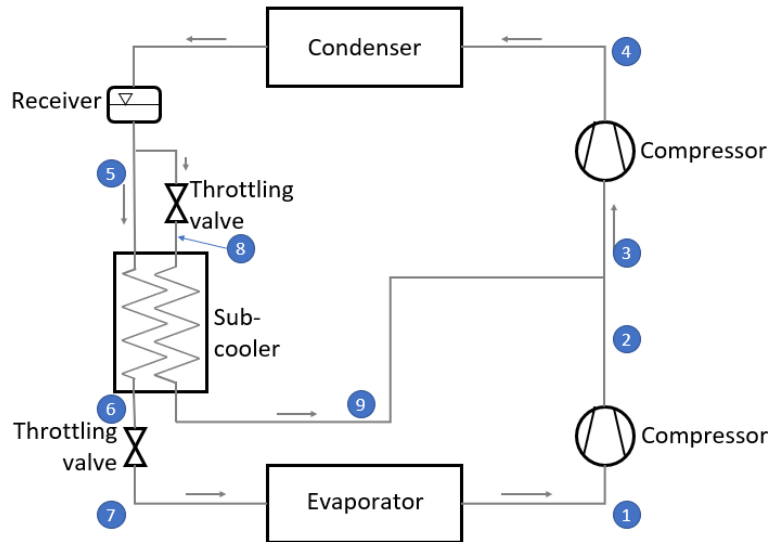 Condenser
4
Receiver
Compressor
5
Throttling
valve
8
3
Sub-
cooler
2
6
9
Throttling
valve
Compressor
Evaporator
7
1